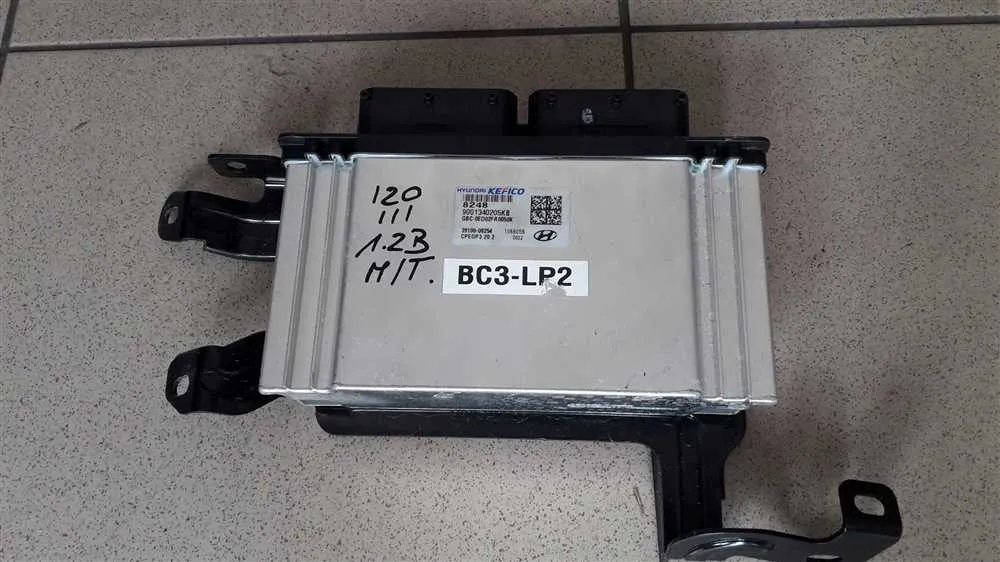 120
III
1.2B
M/T.
HYUNDAI KEFICO
8248
9001340205KB
39100-08254
CPEGP3.20.2
BC3-LP2